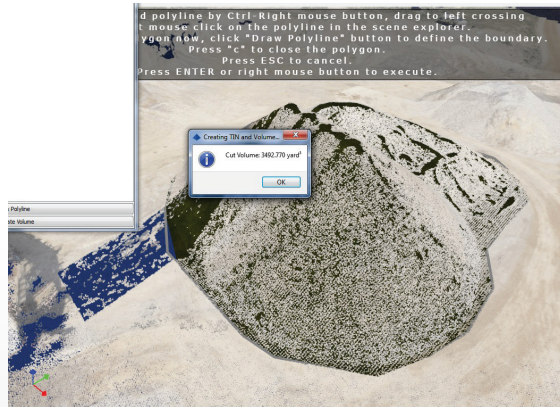 d polyline by Ctrl-Right mouse button, drag to left crossing
t mouse click on the polyline in the scene explorer.
ygon now, click "Draw Polyline" button to define the boundary.
Press "c" to close the polygon.
Press ESC to cancel.
Press ENTER or right mouse button to execute.
Creating TIN and Volume...
Cut Volume: 3492.770 yard³
OK
Polyline
ate Volume